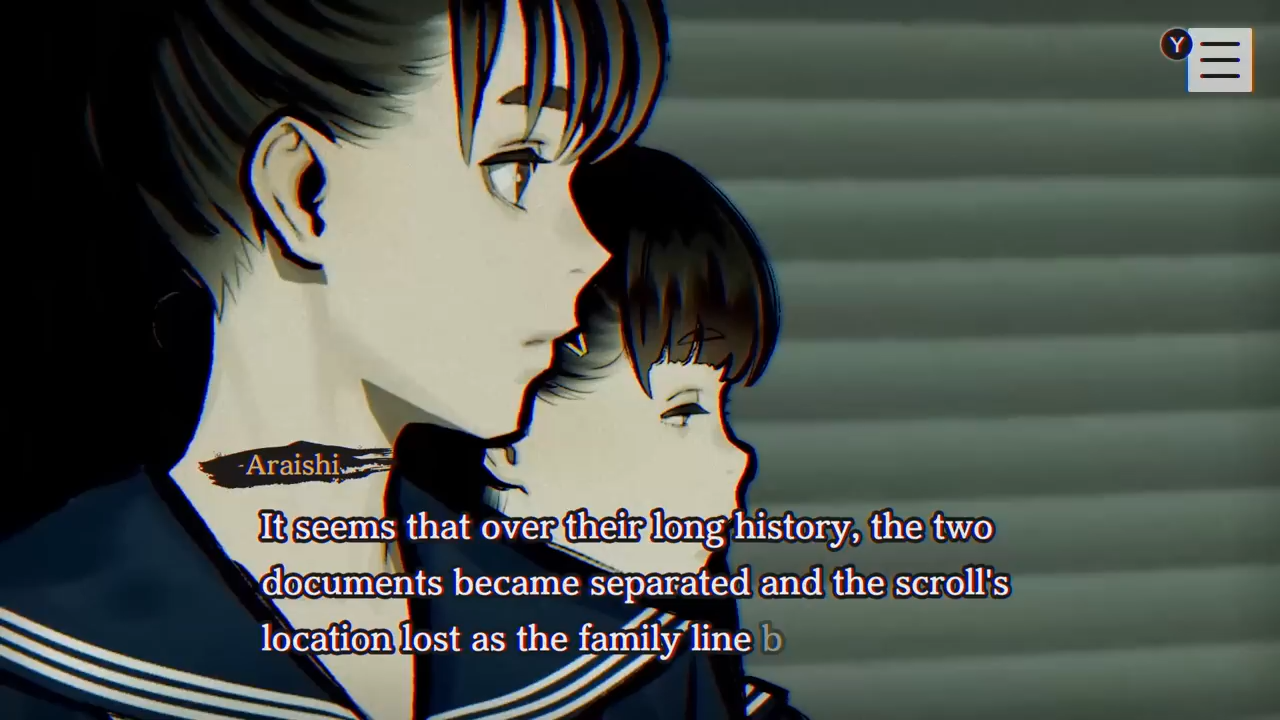 Y
Araishi
It seems that over their long history, the two
documents became separated and the scroll's
location lost as the family line b